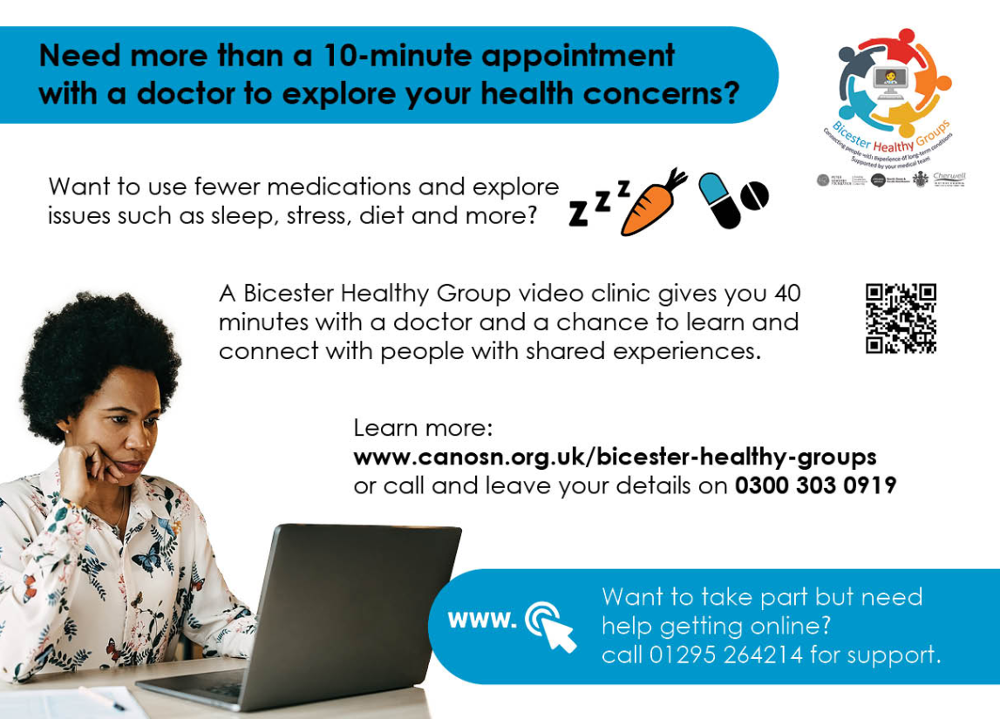 Need more than a 10-minute appointment
with a doctor to explore your health concerns?
Bicester Healthy Groups
Connecting people with experience of long-term conditions
Supported by your medical team
Cherwell
Want to use fewer medications and explore
issues such as sleep, stress, diet and more?
z z z
A Bicester Healthy Group video clinic gives you 40
minutes with a doctor and a chance to learn and
connect with people with shared experiences.
Learn more:
www.canosn.org.uk/bicester-healthy-groups
or call and leave your details on 0300 303 0919
www.
Want to take part but need
help getting online?
call 01295 264214 for support.